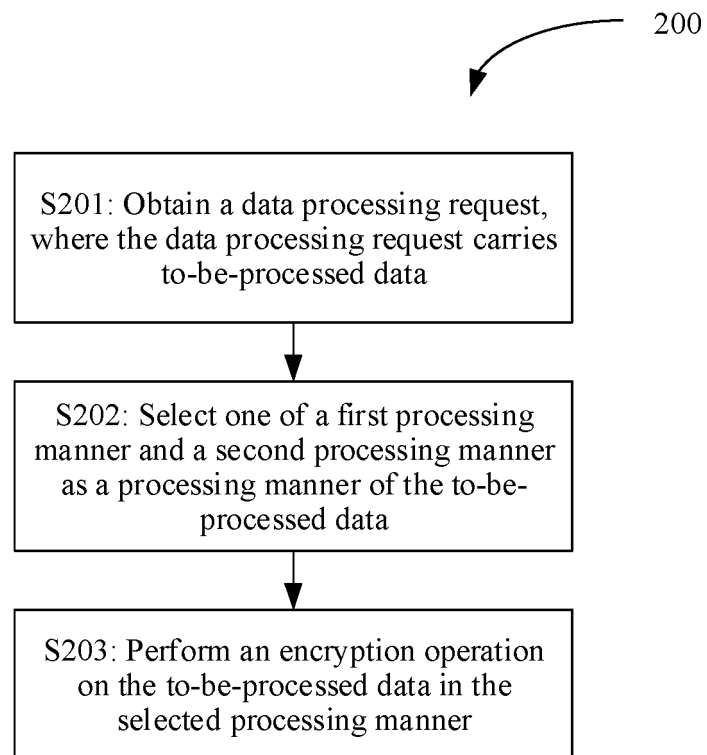 200
S201: Obtain a data processing request,
where the data processing request carries
to-be-processed data
S202: Select one of a first processing
manner and a second processing manner
as a processing manner of the to-be-
processed data
S203: Perform an encryption operation
on the to-be-processed data in the
selected processing manner